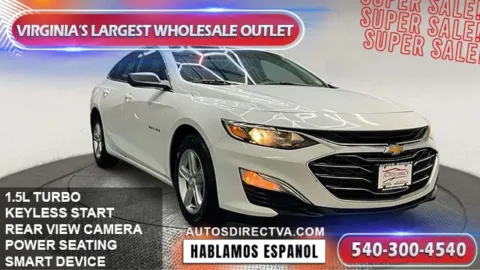 VIRGINIA'S LARGEST WHOLESALE OUTLET
SUPER SALE!
SUPER SALE!
SUPER SALE!
1.5L TURBO
KEYLESS START
REAR VIEW CAMERA
POWER SEATING
SMART DEVICE
AUTOSDIRECTVA.COM
HABLAMOS ESPANOL
540-300-4540